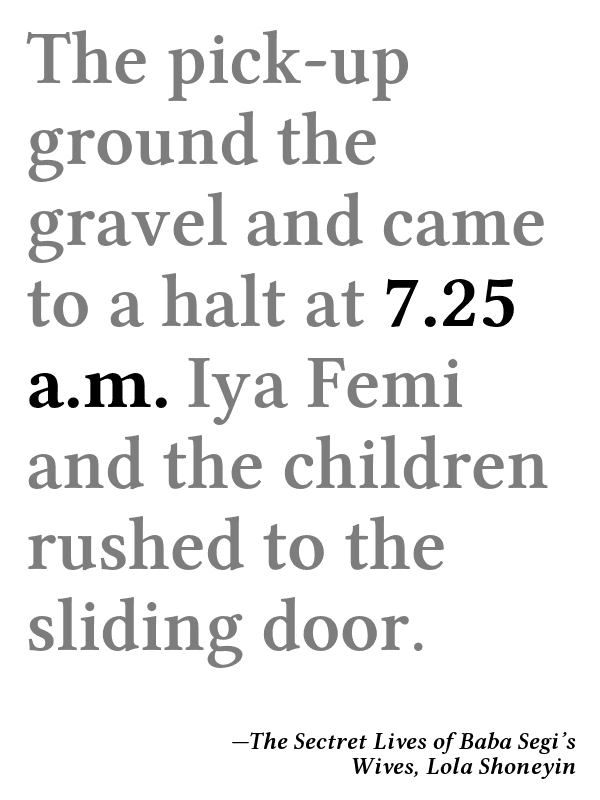 The pick-up
ground the
gravel and came
to a halt at 7.25
a.m. Iya Femi
and the children
rushed to the
sliding door.
—The Sectret Lives of Baba Segi’s
Wives, Lola Shoneyin